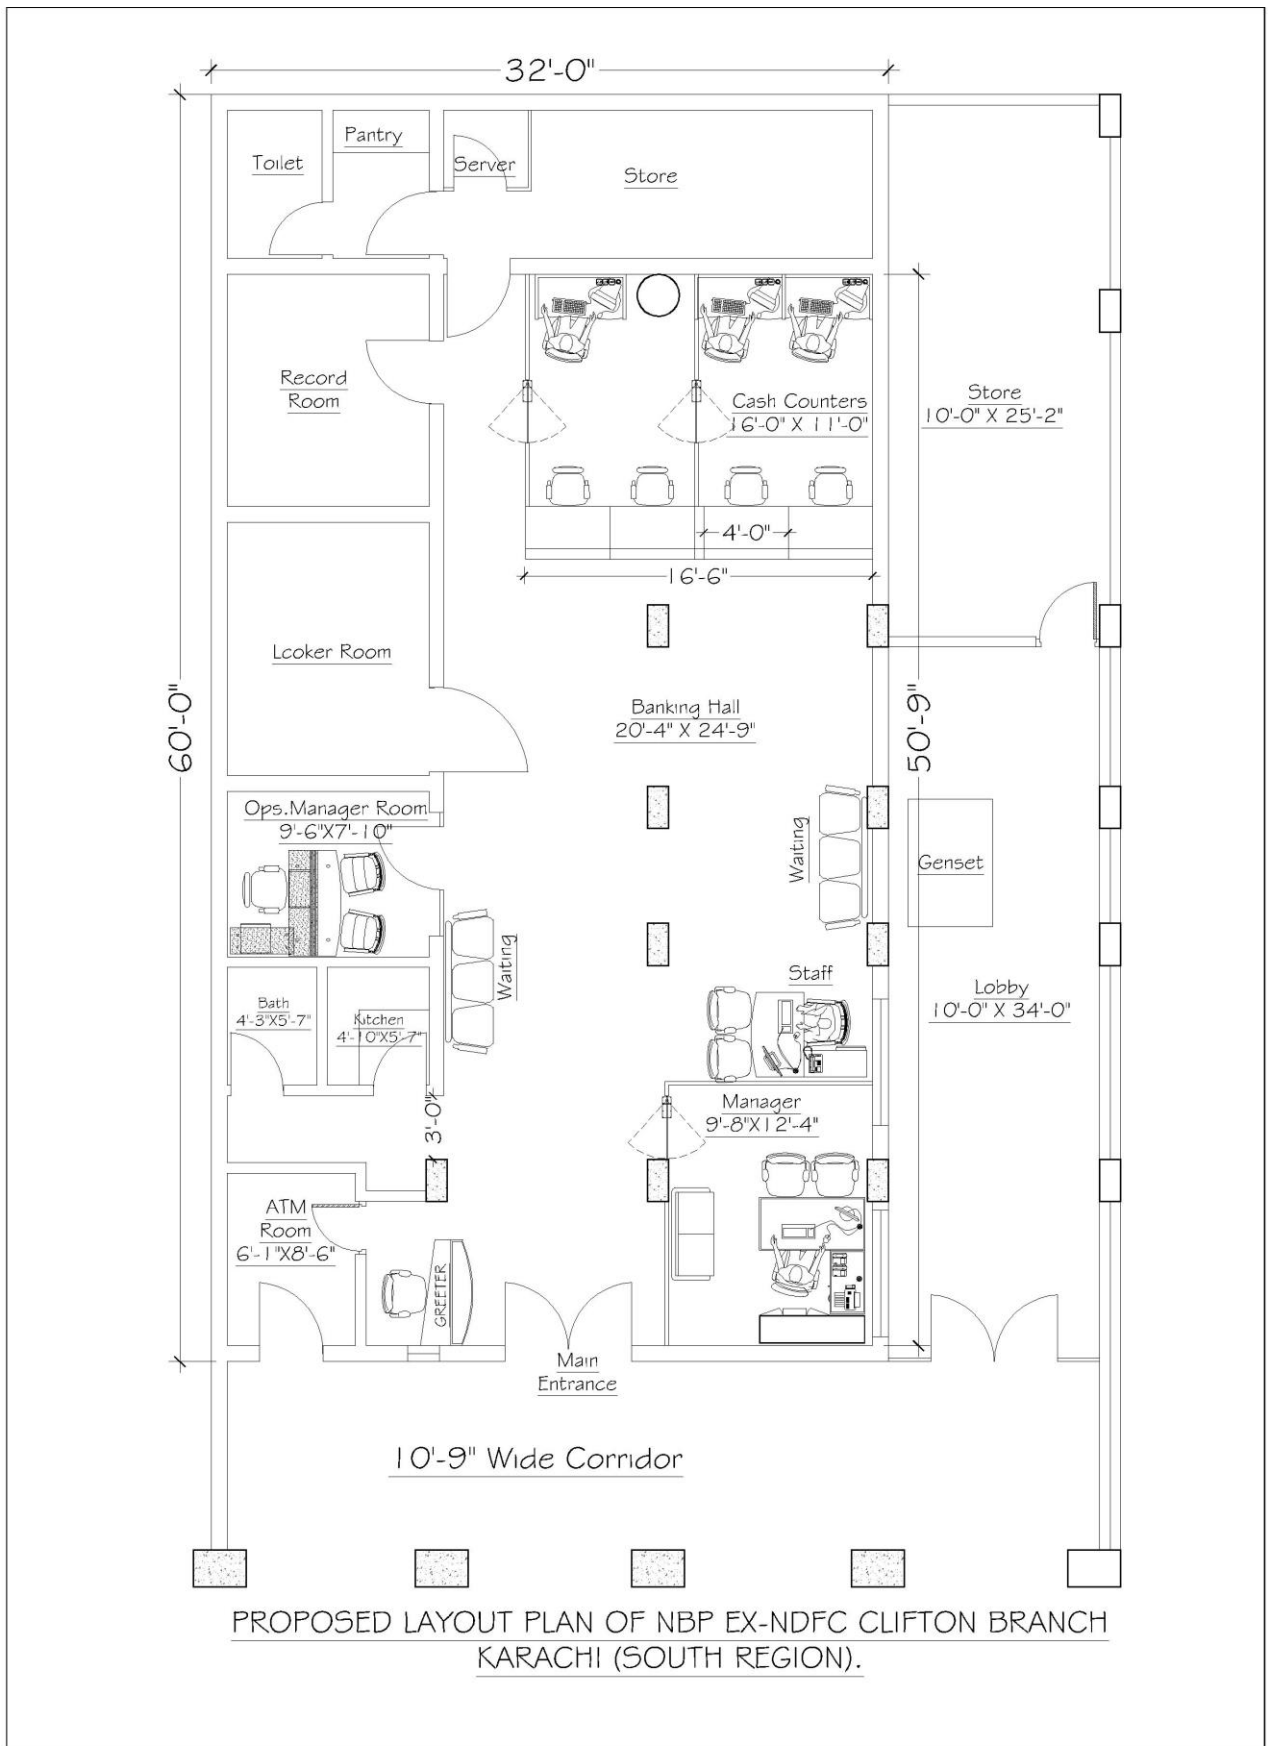 32'-0"
Pantry
Toilet
Server
Store
Record
Room
Cash Counters
16'-0" X 11'-0"
Store
10'-0" X 25'-2"
4'-0"
16'-6"
Lcoker Room
60'-0"
Banking Hall
20'-4" X 24'-9"
50'-9"
Ops.Manager Room
9'-6"X7'-10"
Waiting
Genset
Waiting
Staff
Lobby
10'-0" X 34'-0"
Bath
4'-3"X5'-7"
Kitchen
4'-10"X5'-7"
3'-0"
Manager
9'-8"X12'-4"
ATM
Room
6'-1"X8'-6"
GREETER
Main
Entrance
10'-9" Wide Corridor
PROPOSED LAYOUT PLAN OF NBP EX-NDFC CLIFTON BRANCH
KARACHI (SOUTH REGION).